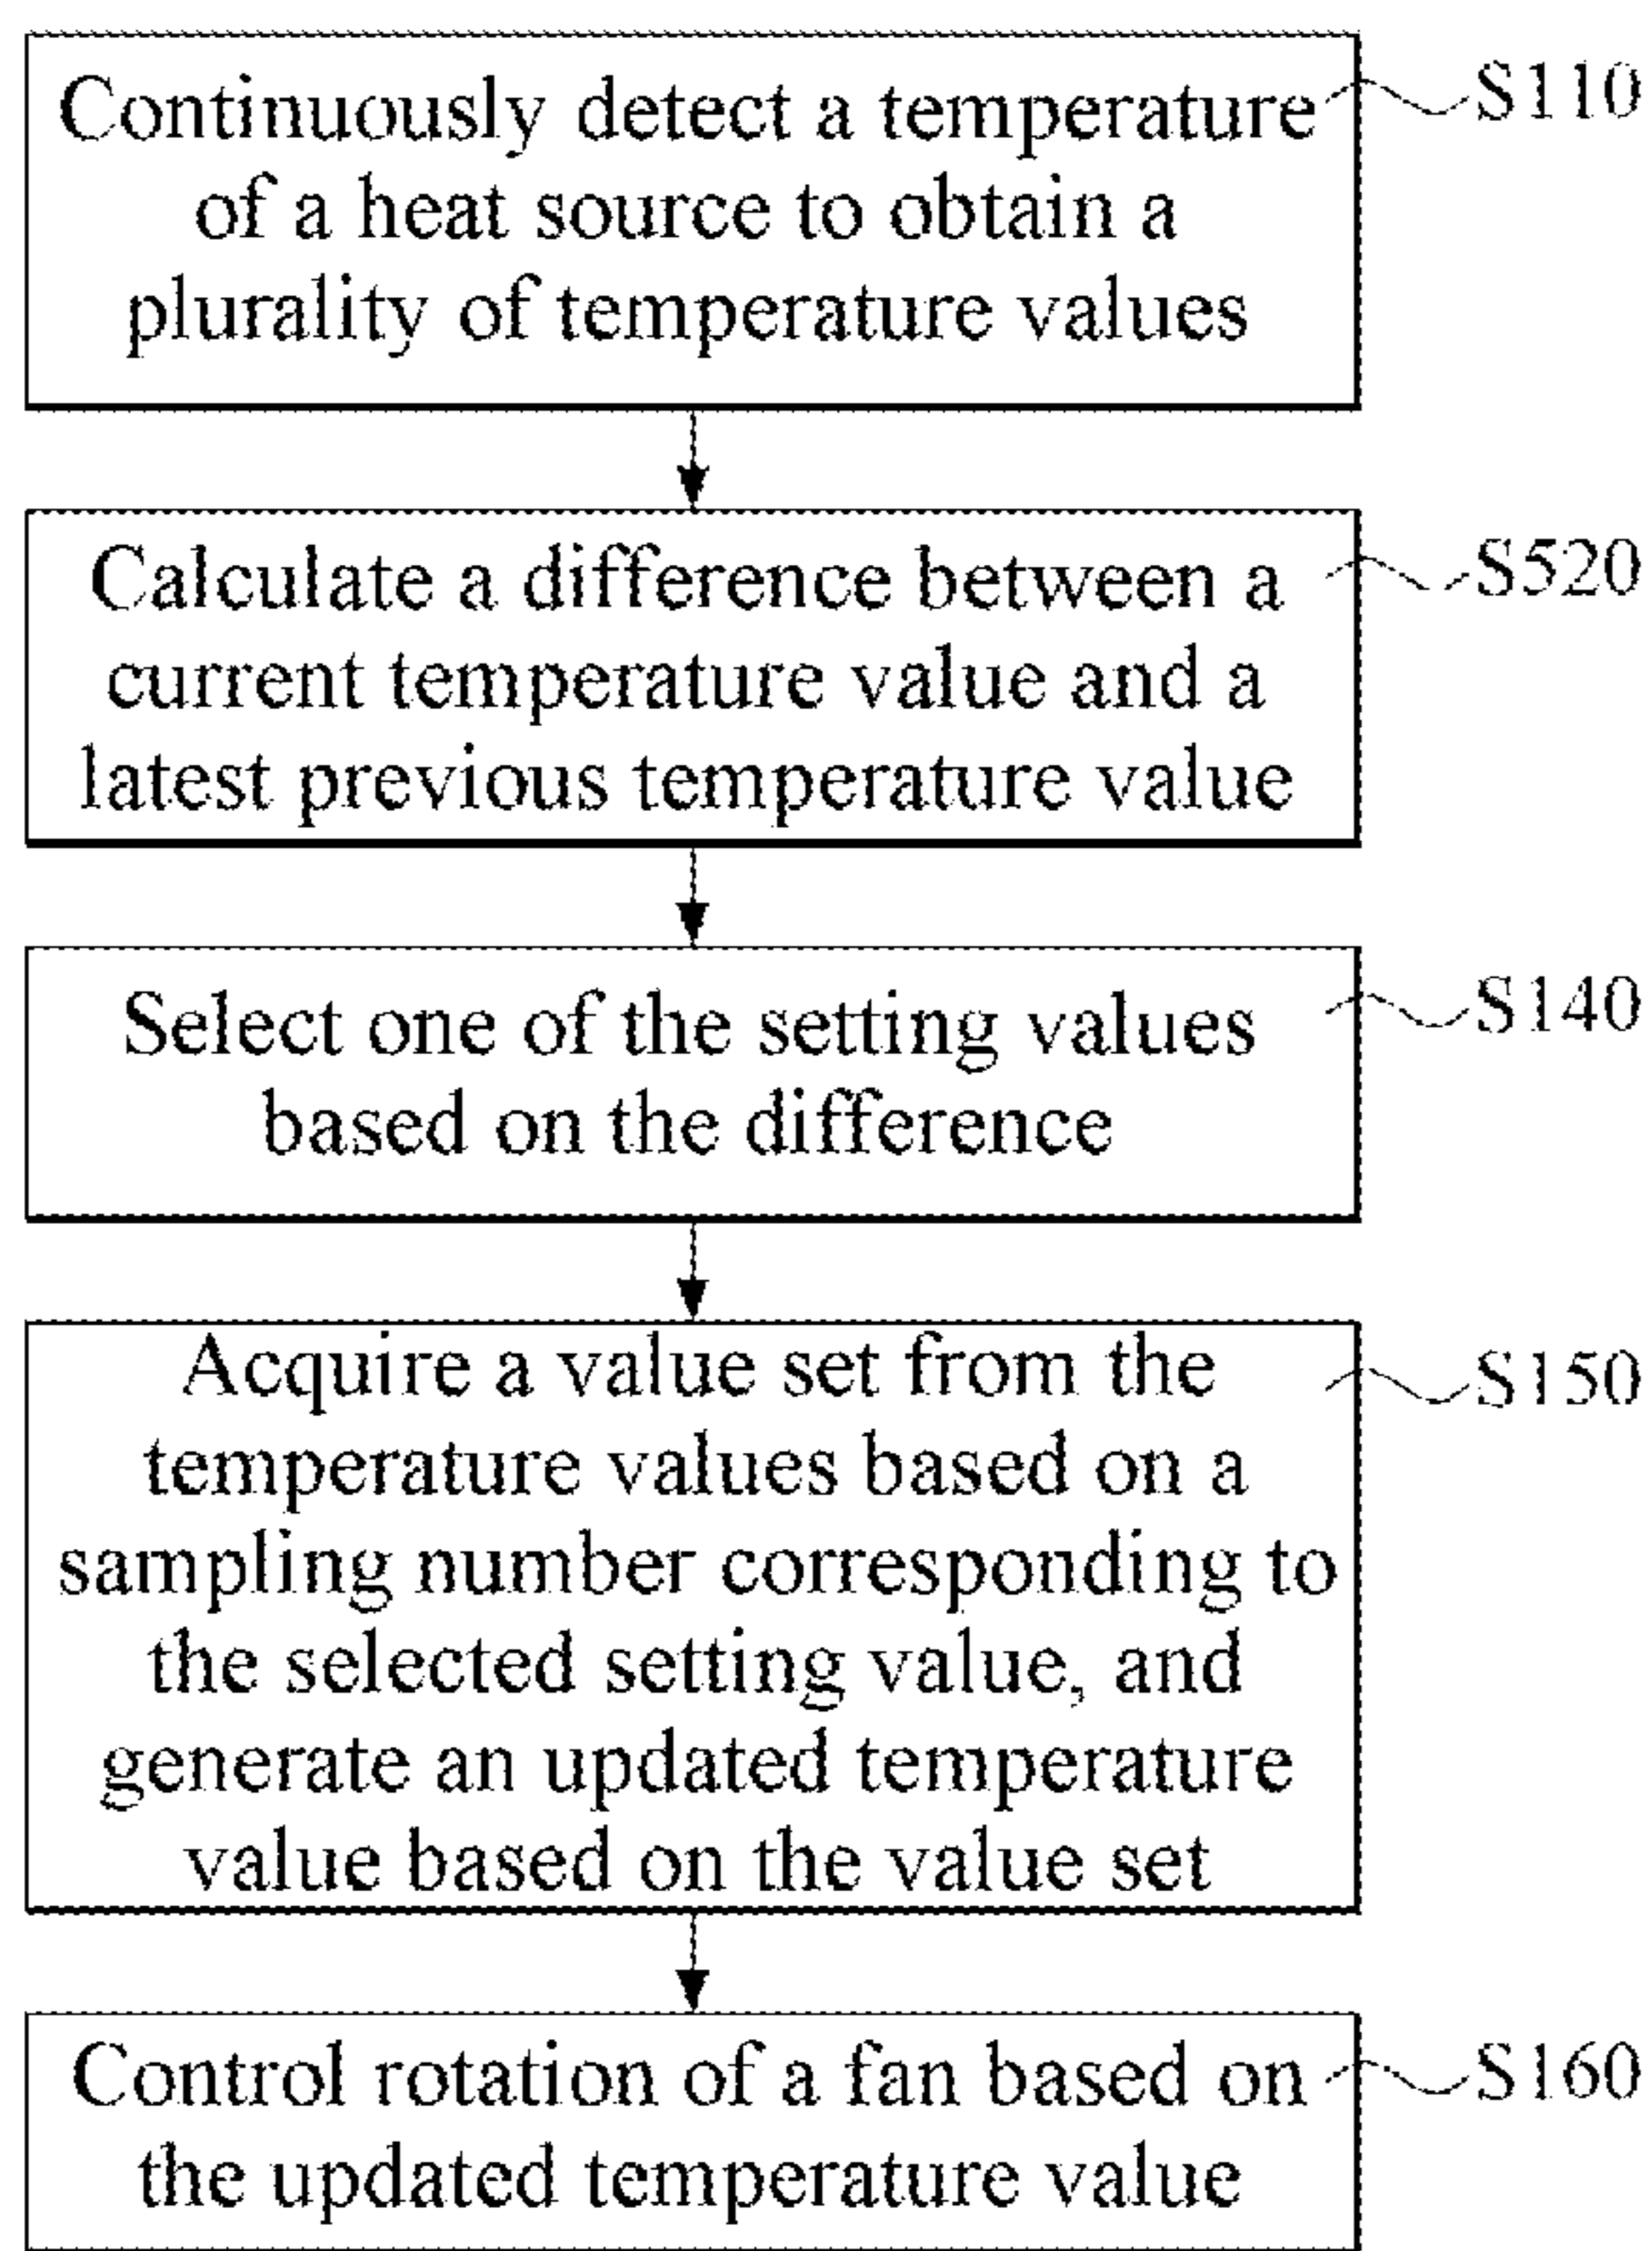 Continuously detect a temperature
of a heat source to obtain a
plurality of temperature values
S110
Calculate a difference between a
current temperature value and a
latest previous temperature value
S520
Select one of the setting values
based on the difference
S140
Acquire a value set from the
temperature values based on a
sampling number corresponding to
the selected setting value, and
generate an updated temperature
value based on the value set
S150
Control rotation of a fan based on
the updated temperature value
S160